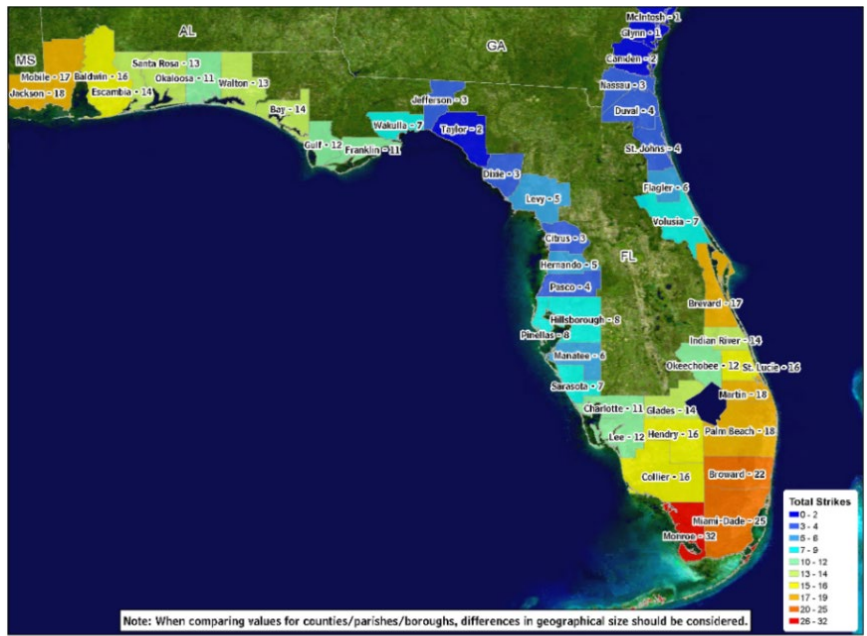 McIntosh - 1
AL
Glynn - 1
GA
MS
Camden - 2
Santa Rosa - 13
Mobile - 17
Baldwin - 16
Okaloosa - 11
Walton - 13
Nassau - 3
Jackson - 18
Escambia - 14
Jefferson - 3
Bay - 14
Duval - 4
Wakulla - 7
Taylor - 2
Gulf - 12
Franklin - 11
St. Johns - 4
Dixie - 3
Flagler - 6
Levy - 5
Volusia - 7
Citrus - 3
FL
Hernando - 5
Pasco - 4
Brevard - 17
Hillsborough - 8
Pinellas - 8
Indian River - 14
Manatee - 6
Okeechobee - 12
St. Lucie - 16
Sarasota - 7
Martin - 18
Charlotte - 11
Glades - 14
Lee - 12
Hendry - 16
Palm Beach - 18
Collier - 16
Broward - 22
Miami-Dade - 25
Monroe - 32
Total Strikes
0 - 2
3 - 4
5 - 6
7 - 9
10 - 12
13 - 14
15 - 16
17 - 19
20 - 25
26 - 32
Note: When comparing values for counties/parishes/boroughs, differences in geographical size should be considered.